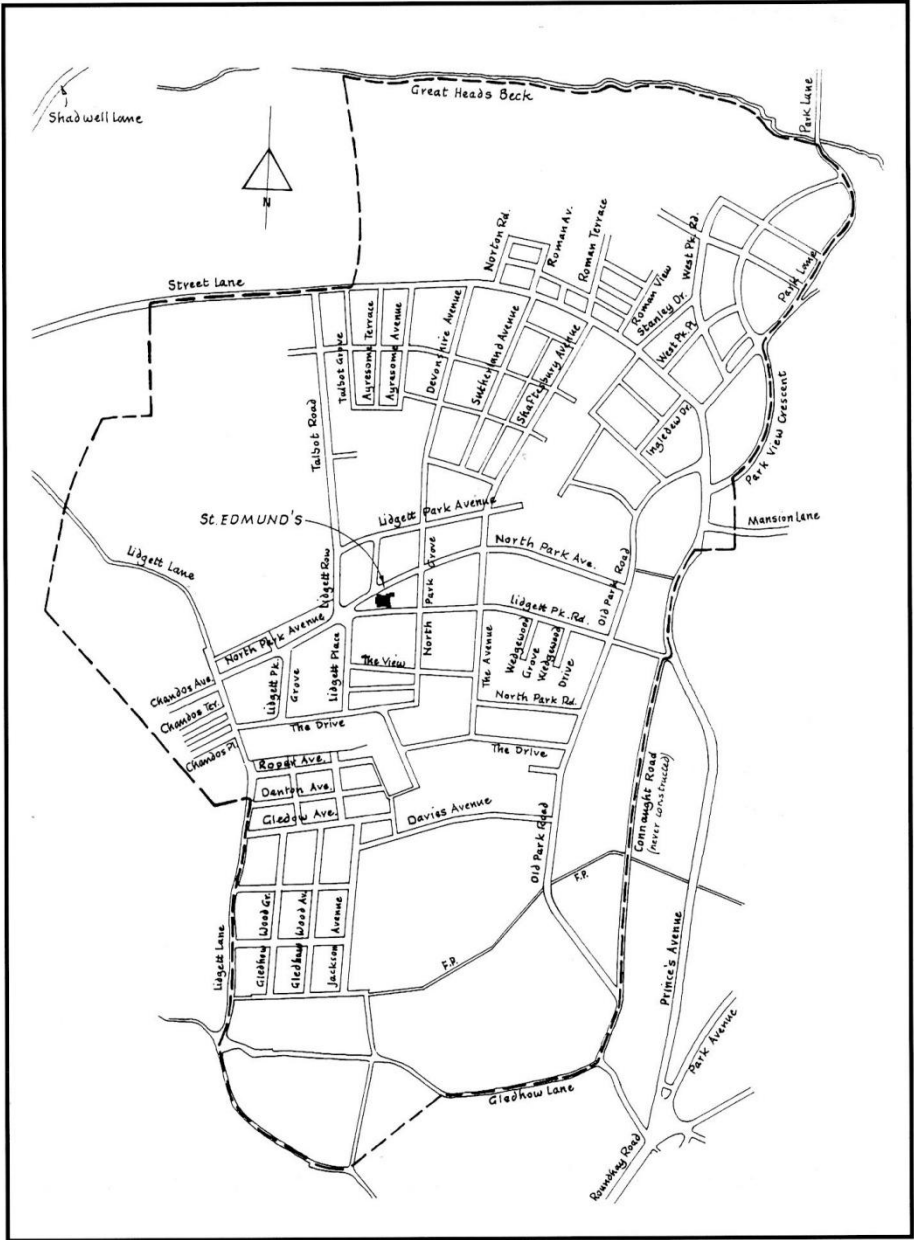 Great Heads Beck
Shadwell Lane
Park Lane
N
Norton Rd.
Roman Av.
Roman Terrace
West Pk. Rd.
Street Lane
Park Lane
Roman View
Stanley Dr.
West Pk. Pl.
Talbot Grove
Ayresome Terrace
Ayresome Avenue
Devonshire Avenue
Sutherland Avenue
Shaftesbury Avenue
Talbot Road
Ingledew Dr.
Park View Crescent
St. EDMUND'S
Lidgett Park Avenue
Mansion Lane
Lidgett Lane
Lidgett Row
North Park Ave.
Park Grove
North
Old Park Road
Lidgett Pk. Rd.
North Park Avenue
The View
Lidgett Place
Lidgett Pk.
Grove
The Avenue
Wedgewood
Grove
Wedgewood
Drive
Chandos Ave.
Chandos Ter.
Chandos Pl.
North Park Rd.
The Drive
The Drive
Roper Ave.
Danton Ave.
Gledow Ave.
Davies Avenue
Connaught Road
(never constructed)
Old Park Road
F.P.
F.P.
Lidgett Lane
Gledhow Wood Gr.
Gledhow Wood Av.
Jackson Avenue
Prince's Avenue
Park Avenue
Gledhow Lane
Roundhay Road